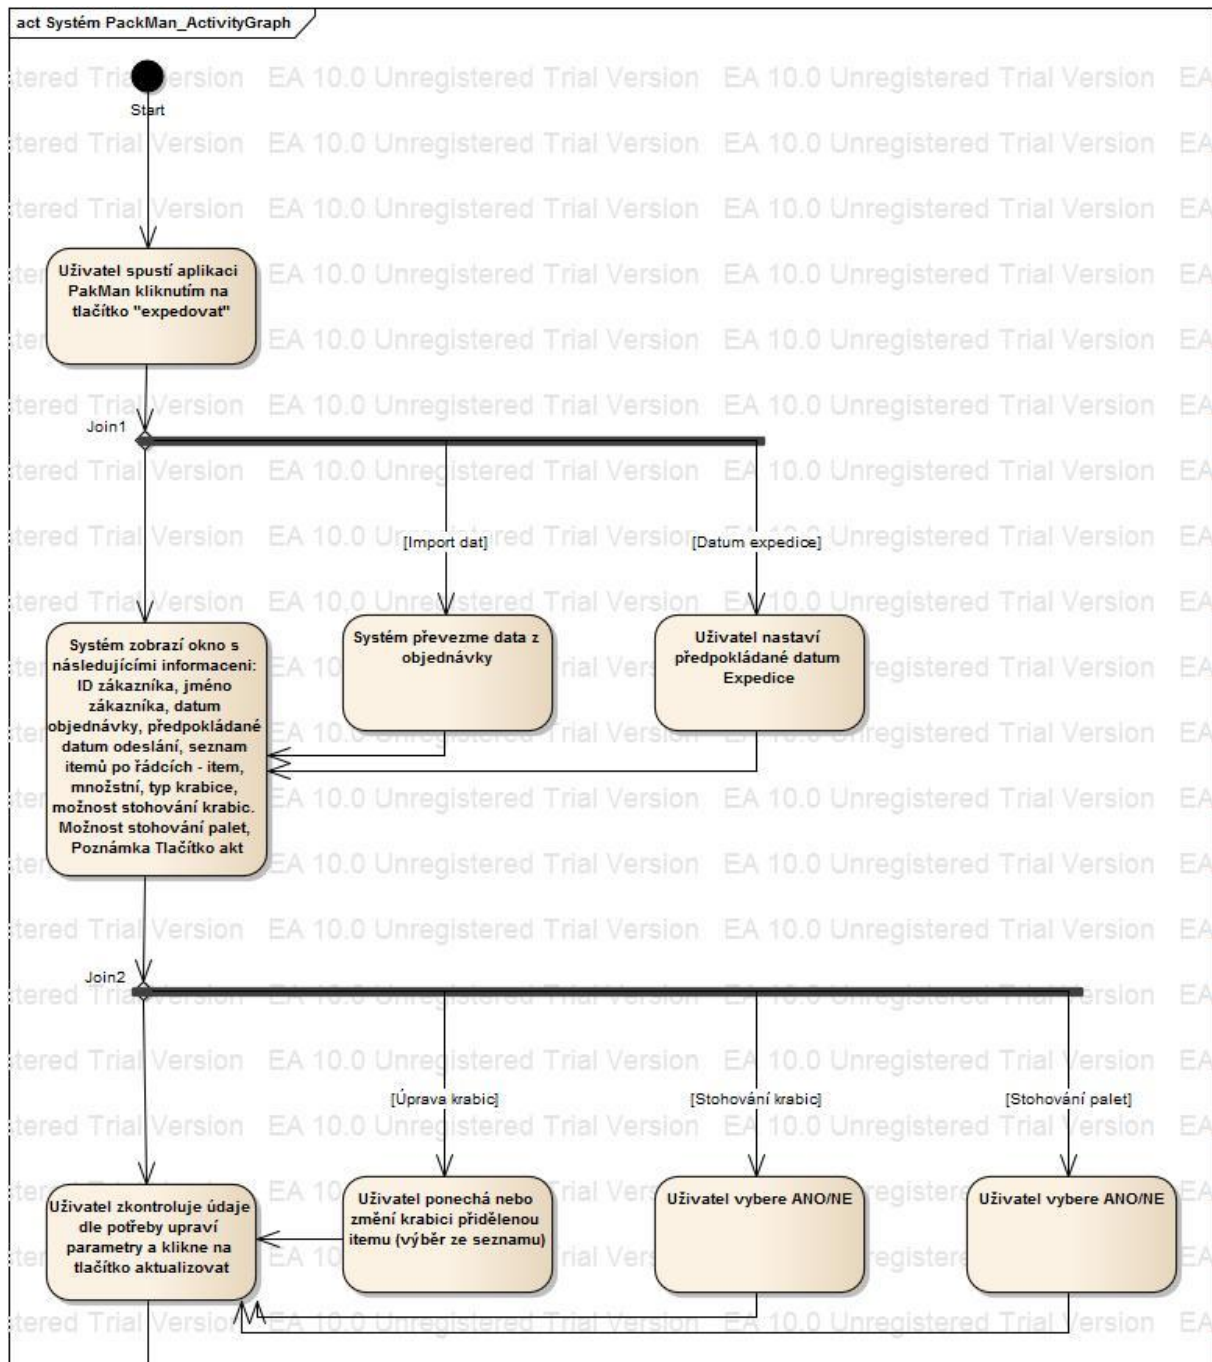 act Systém PackMan_ActivityGraph
Start
Uživatel spustí aplikaci
PakMan kliknutím na
tlačítko "expedovat"
Join1
[Import dat]
[Datum expedice]
Systém zobrazí okno s
následujícími informaceni:
ID zákazníka, jméno
zákazníka, datum
objednávky, předpokládané
datum odeslání, seznam
itemů po řádcích - item,
množstní, typ krabice,
možnost stohování krabic.
Možnost stohování palet,
Poznámka Tlačítko akt
Systém převezme data z
objednávky
Uživatel nastaví
předpokládané datum
Expedice
Join2
[Úprava krabic]
[Stohování krabic]
[Stohování palet]
Uživatel zkontroluje údaje
dle potřeby upraví
parametry a klikne na
tlačítko aktualizovat
Uživatel ponechá nebo
změní krabici přidělenou
itemu (výběr ze seznamu)
Uživatel vybere ANO/NE
Uživatel vybere ANO/NE
EA 10.0 Unregistered Trial Version